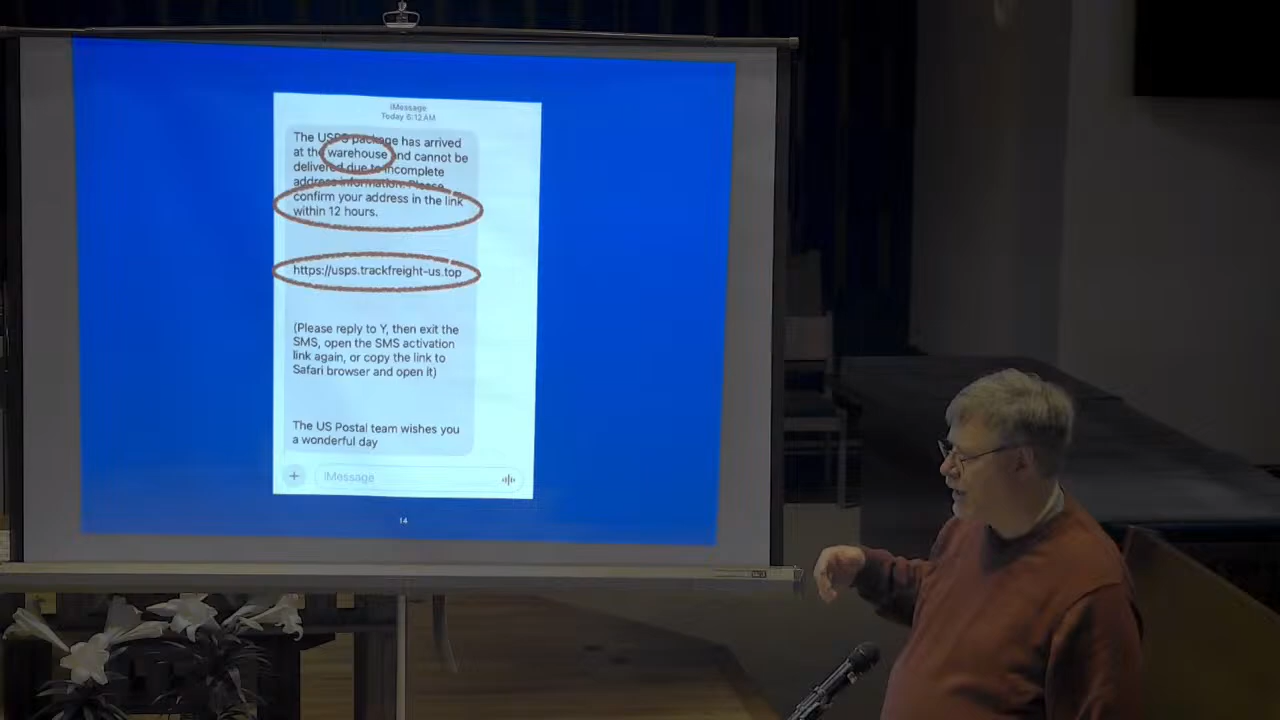 iMessage
Today 6:12 AM
The USPS package has arrived
at the warehouse and cannot be
delivered due to incomplete
address information. Please
confirm your address in the link
within 12 hours.
https://usps.trackfreight-us.top
(Please reply to Y, then exit the
SMS, open the SMS activation
link again, or copy the link to
Safari browser and open it)
The US Postal team wishes you
a wonderful day
+ iMessage
14